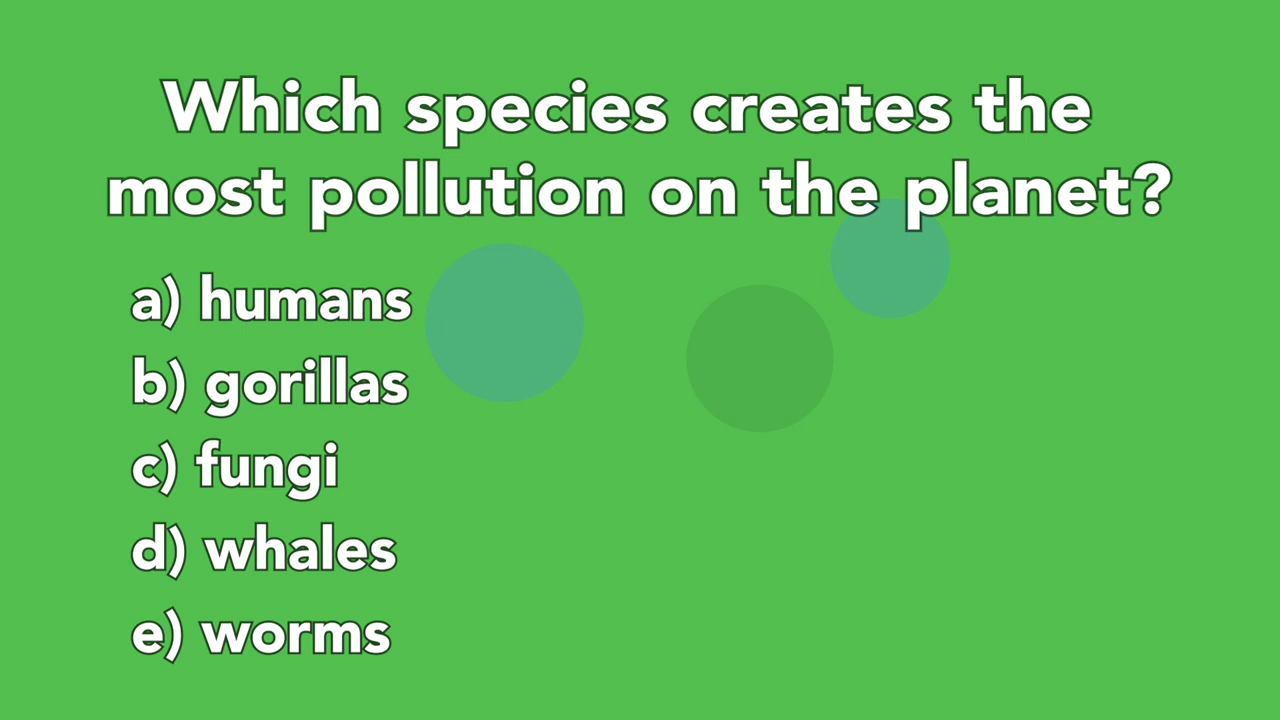 Which species creates the
most pollution on the planet?
a) humans
b) gorillas
c) fungi
d) whales
e) worms